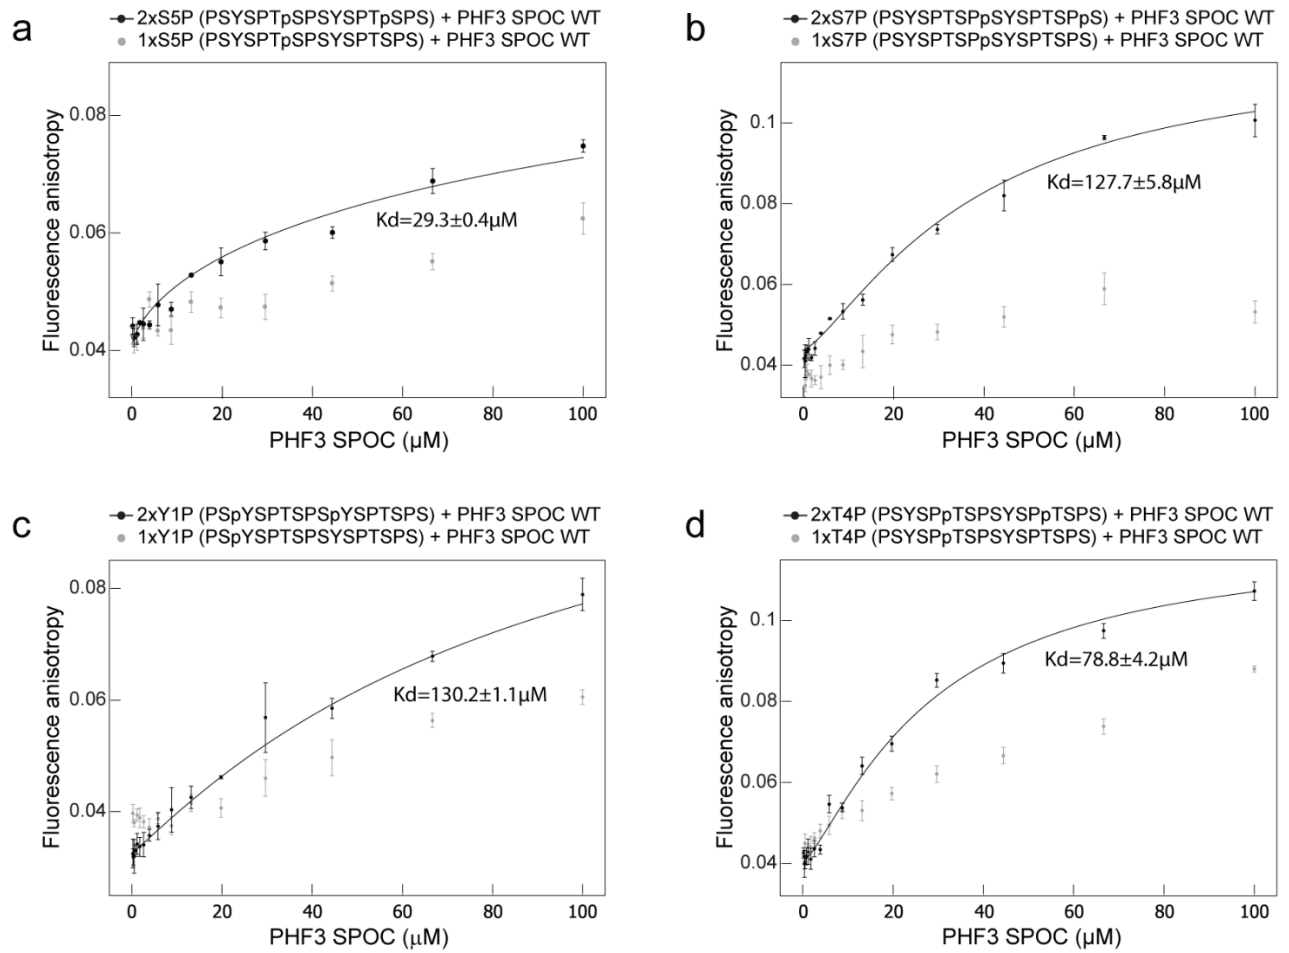 a
2xS5P (PSYSPTpSPSYSPTpSPS) + PHF3 SPOC WT
1xS5P (PSYSPTpSPSYSPTSPS) + PHF3 SPOC WT
Fluorescence anisotropy
0.08
0.06
0.04
Kd=29.3±0.4µM
0 20 40 60 80 100
PHF3 SPOC (µM)
b
2xS7P (PSYSPTSPpSYSPTSPpS) + PHF3 SPOC WT
1xS7P (PSYSPTSPpSYSPTSPS) + PHF3 SPOC WT
Fluorescence anisotropy
0.1
0.08
0.06
0.04
Kd=127.7±5.8µM
0 20 40 60 80 100
PHF3 SPOC (µM)
c
2xY1P (PSpYSPTSPSpYSPTSPS) + PHF3 SPOC WT
1xY1P (PSpYSPTSPSYSPTSPS) + PHF3 SPOC WT
Fluorescence anisotropy
0.08
0.06
0.04
Kd=130.2±1.1µM
0 20 40 60 80 100
PHF3 SPOC (µM)
d
2xT4P (PSYSPpTSPSYSPpTSPS) + PHF3 SPOC WT
1xT4P (PSYSPpTSPSYSPTSPS) + PHF3 SPOC WT
Fluorescence anisotropy
0.1
0.08
0.06
0.04
Kd=78.8±4.2µM
0 20 40 60 80 100
PHF3 SPOC (µM)